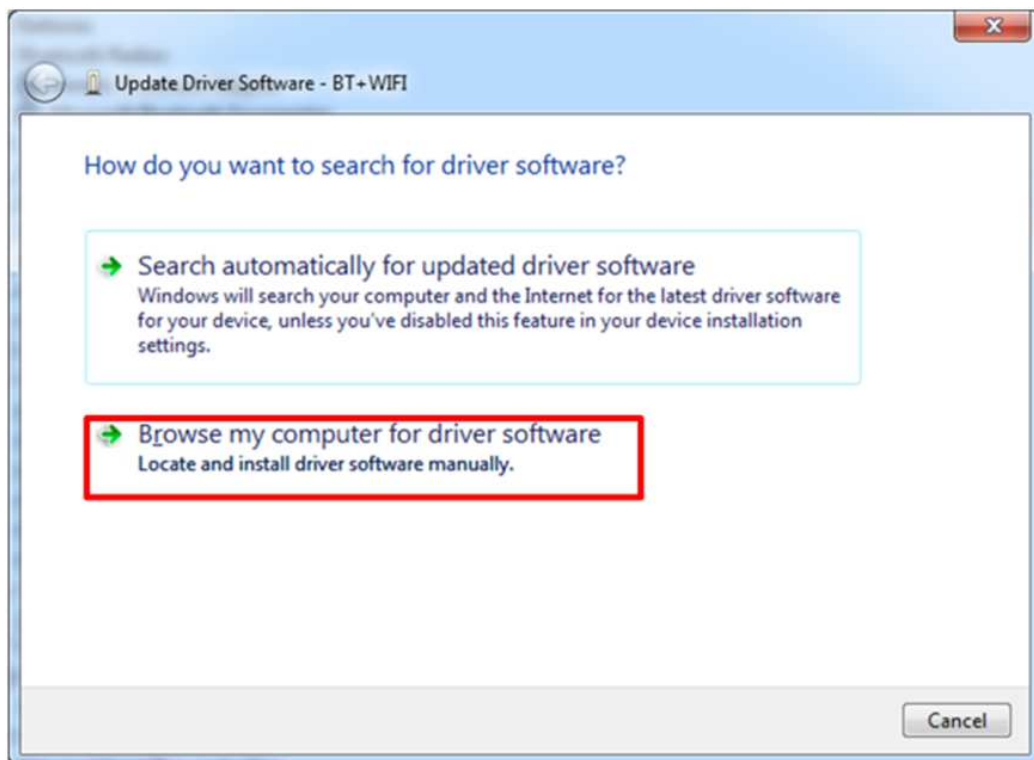 Update Driver Software - BT+WIFI
How do you want to search for driver software?
Search automatically for updated driver software
Windows will search your computer and the Internet for the latest driver software
for your device, unless you've disabled this feature in your device installation
settings.
Browse my computer for driver software
Locate and install driver software manually.
Cancel